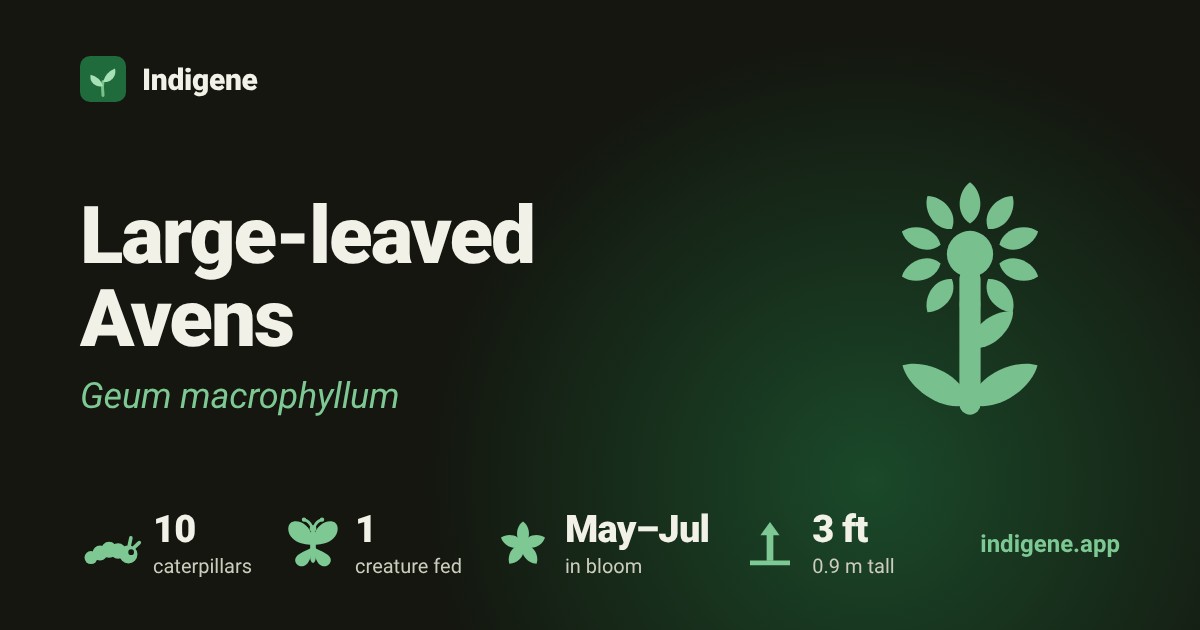 Indigene
Large-leaved
Avens
Geum macrophyllum
10
caterpillars
1
creature fed
May–Jul
in bloom
3 ft
0.9 m tall
indigene.app